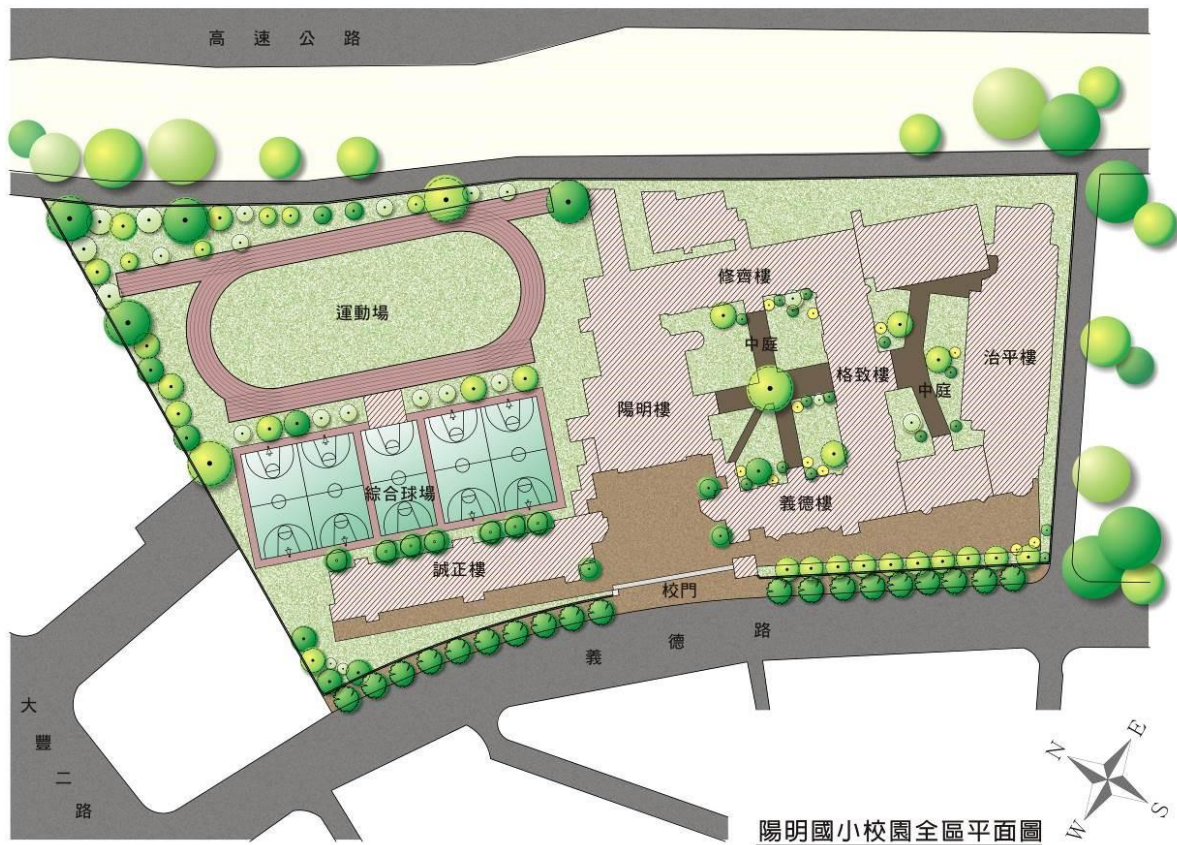 高速公路
修齊樓
運動場
中庭
治平樓
格致樓
中庭
陽明樓
綜合球場
義德樓
誠正樓
校門
義德路
大豐二路
N
E
W
S
陽明國小校園全區平面圖